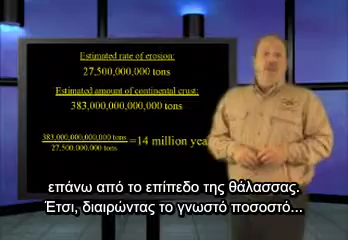 Estimated rate of erosion:
27,500,000,000 tons
Estimated amount of continental crust:
383,000,000,000,000 tons
383,000,000,000,000 tons
27,500,000,000 tons
=14 million yea
επάνω από το επίπεδο της θάλασσας.
Έτσι, διαιρώντας το γνωστό ποσοστό...